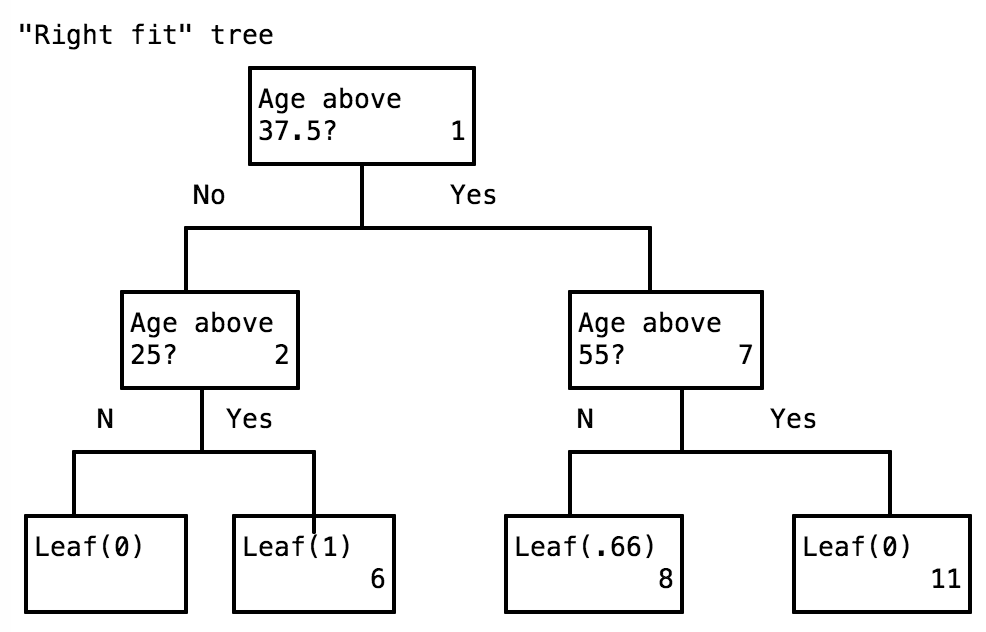 "Right fit" tree
Age above
37.5? 1
No Yes
Age above
25? 2
Age above
55? 7
N Yes
N Yes
Leaf(0)
Leaf(1)
6
Leaf(.66)
8
Leaf(0)
11